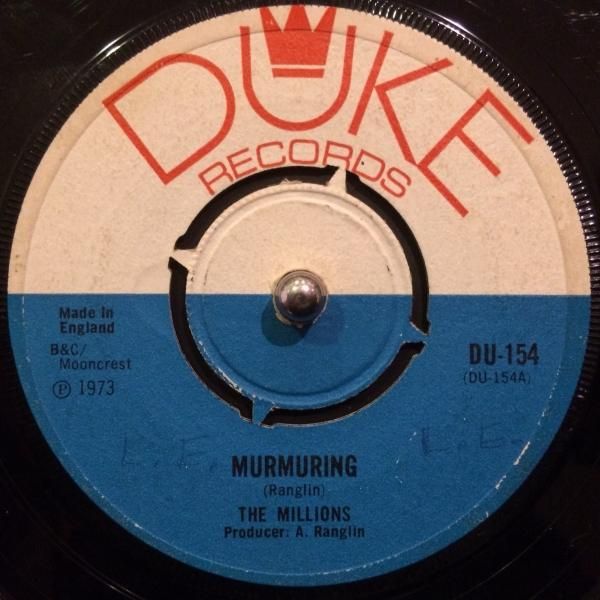 DUKE
RECORDS
Made In
England
B&C/
Mooncrest
℗ 1973
DU-154
(DU-154A)
L.E.
L.E.
MURMURING
(Ranglin)
THE MILLIONS
Producer: A. Ranglin